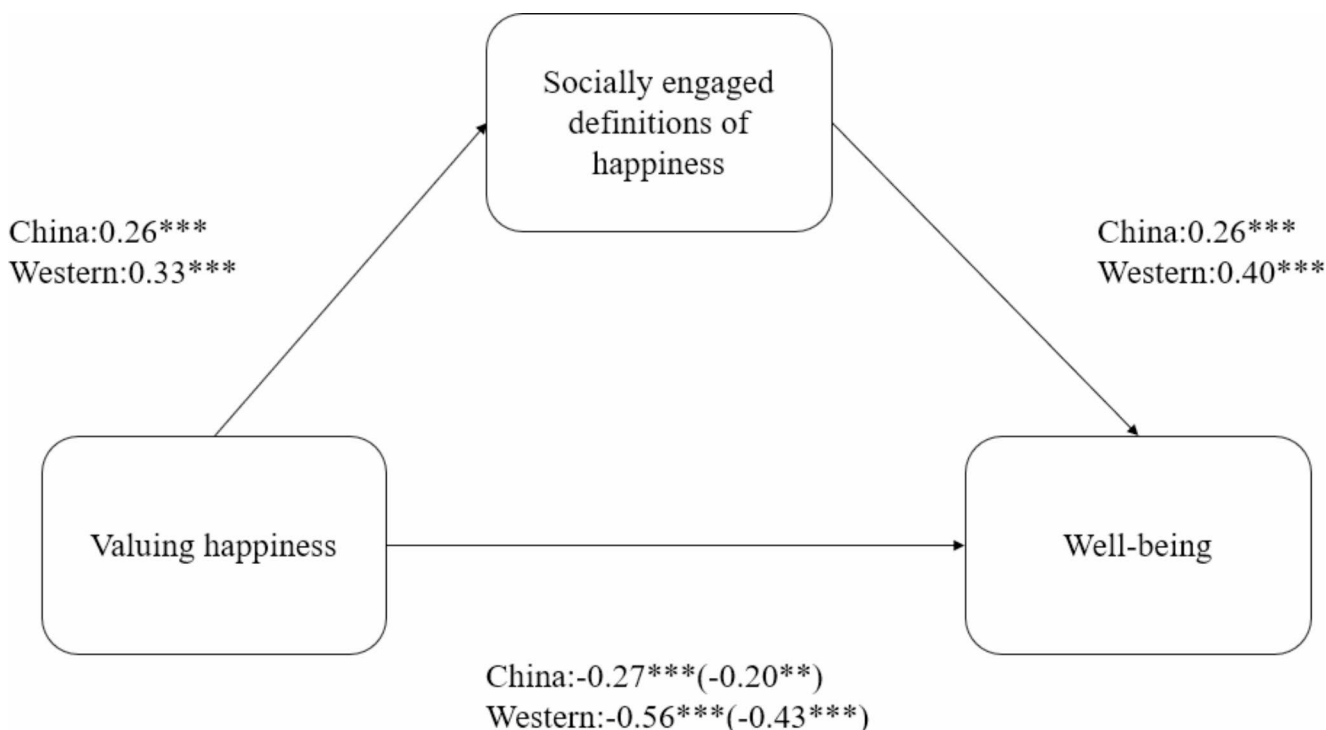 Socially engaged
definitions of
happiness
China:0.26***
Western:0.33***
China:0.26***
Western:0.40***
Valuing happiness
Well-being
China:-0.27***(-0.20**)
Western:-0.56***(-0.43***)